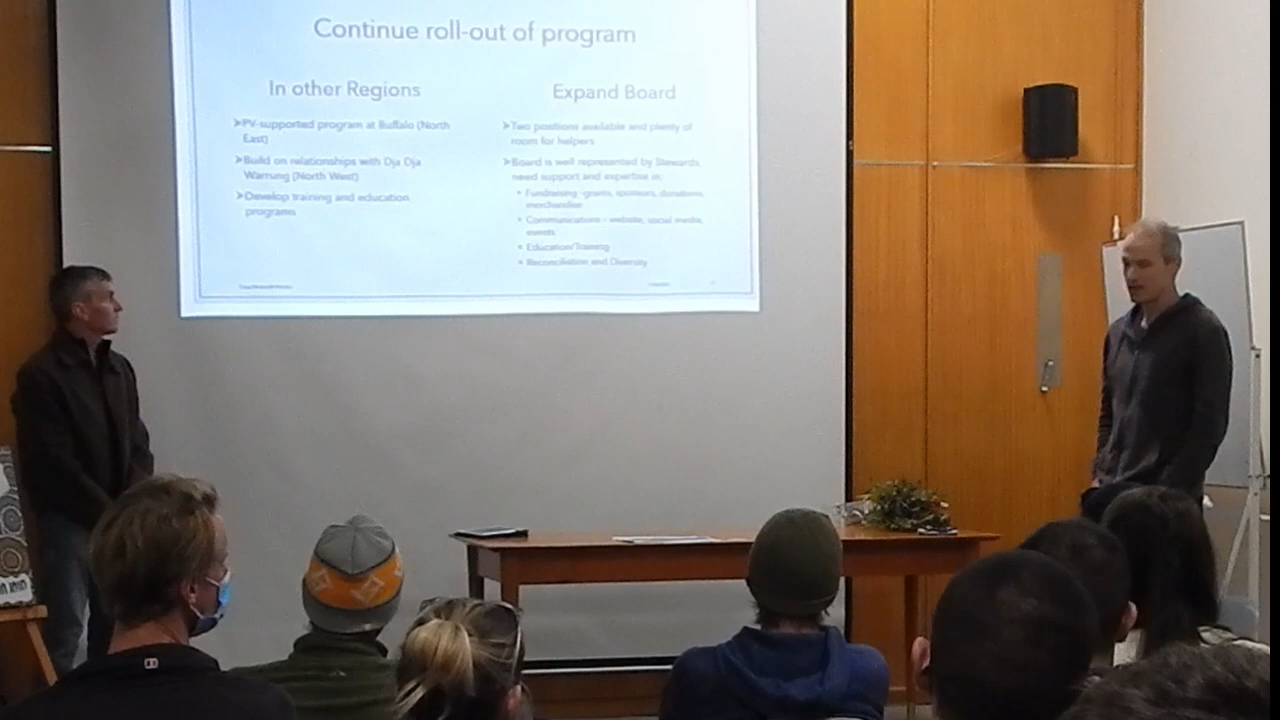 Continue roll-out of program
In other Regions
➤PV-supported program at Buffalo (North
East)
➤Build on relationships with Dja Dja
Warrung (North West)
➤Develop training and education
programs
Expand Board
➤Two positions available and plenty of
room for helpers
➤Board is well represented by Stewards,
need support and expertise in:
• Fundraising -grants, sponsors, donations,
merchandise
• Communications - website, social media,
events
• Education/Training
• Reconciliation and Diversity